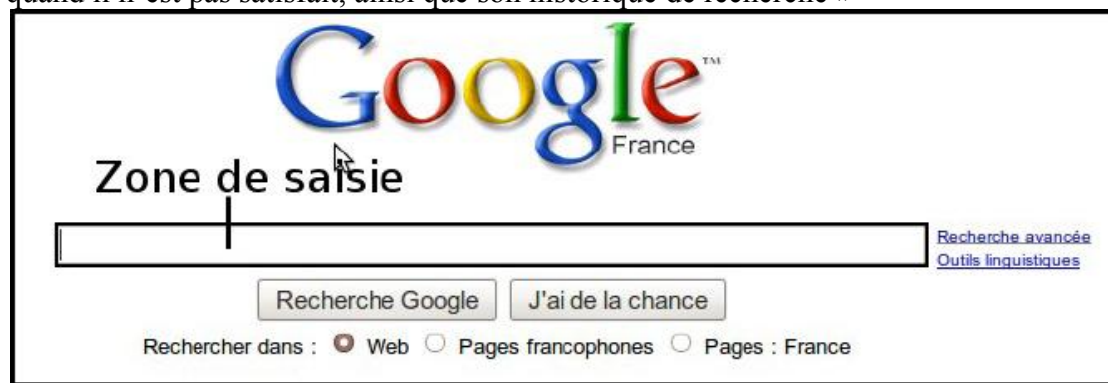 quand il n'est pas satisfait, ainsi que son historique de recherche »
Google™
France
Zone de saisie
Recherche avancée
Outils linguistiques
Recherche Google J'ai de la chance
Rechercher dans : Web Pages francophones Pages : France